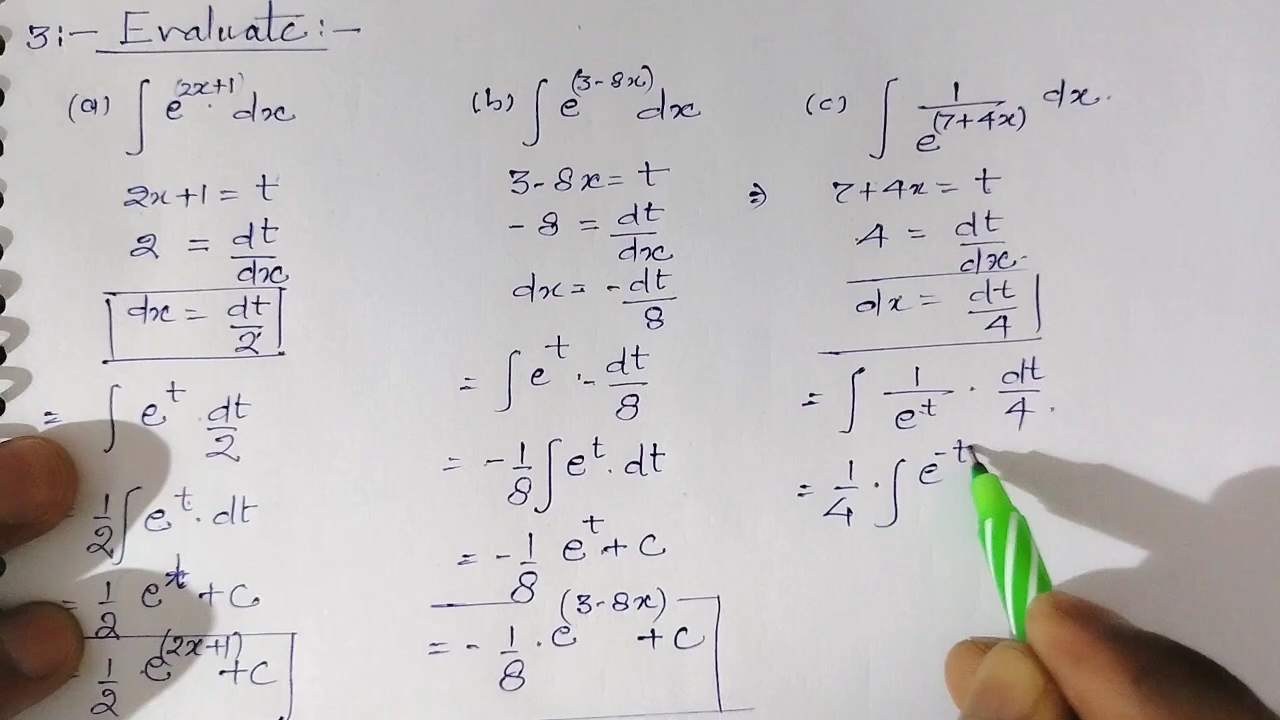 3:- Evaluate:-
(a) ∫ e^(2x+1) dx
2x+1 = t
2 = dt/dx
dx = dt/2
= ∫ e^t dt/2
= 1/2 ∫ e^t . dt
= 1/2 e^t + c
= 1/2 . e^(2x+1) + c
(b) ∫ e^(3-8x) dx
3-8x = t
-8 = dt/dx
dx = -dt/8
= ∫ e^t . -dt/8
= -1/8 ∫ e^t . dt
= -1/8 e^t + c
= -1/8 . e^(3-8x) + c
(c) ∫ 1/e^(7+4x) dx.
⇒ 7+4x = t
4 = dt/dx.
dx = dt/4
= ∫ 1/e^t . dt/4.
= 1/4 . ∫ e^-t